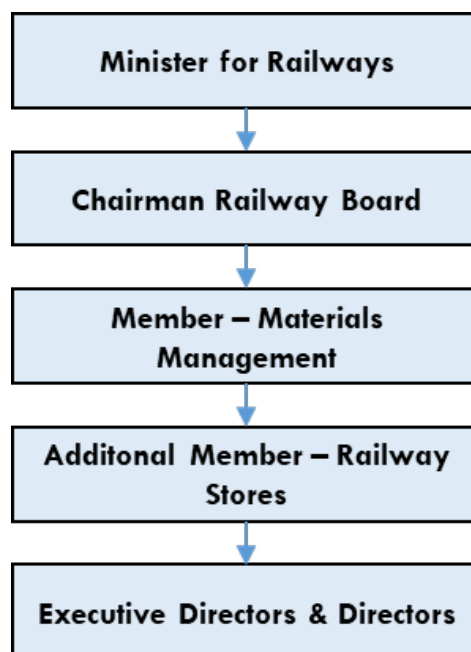 Minister for Railways
Chairman Railway Board
Member – Materials
Management
Additonal Member – Railway
Stores
Executive Directors & Directors